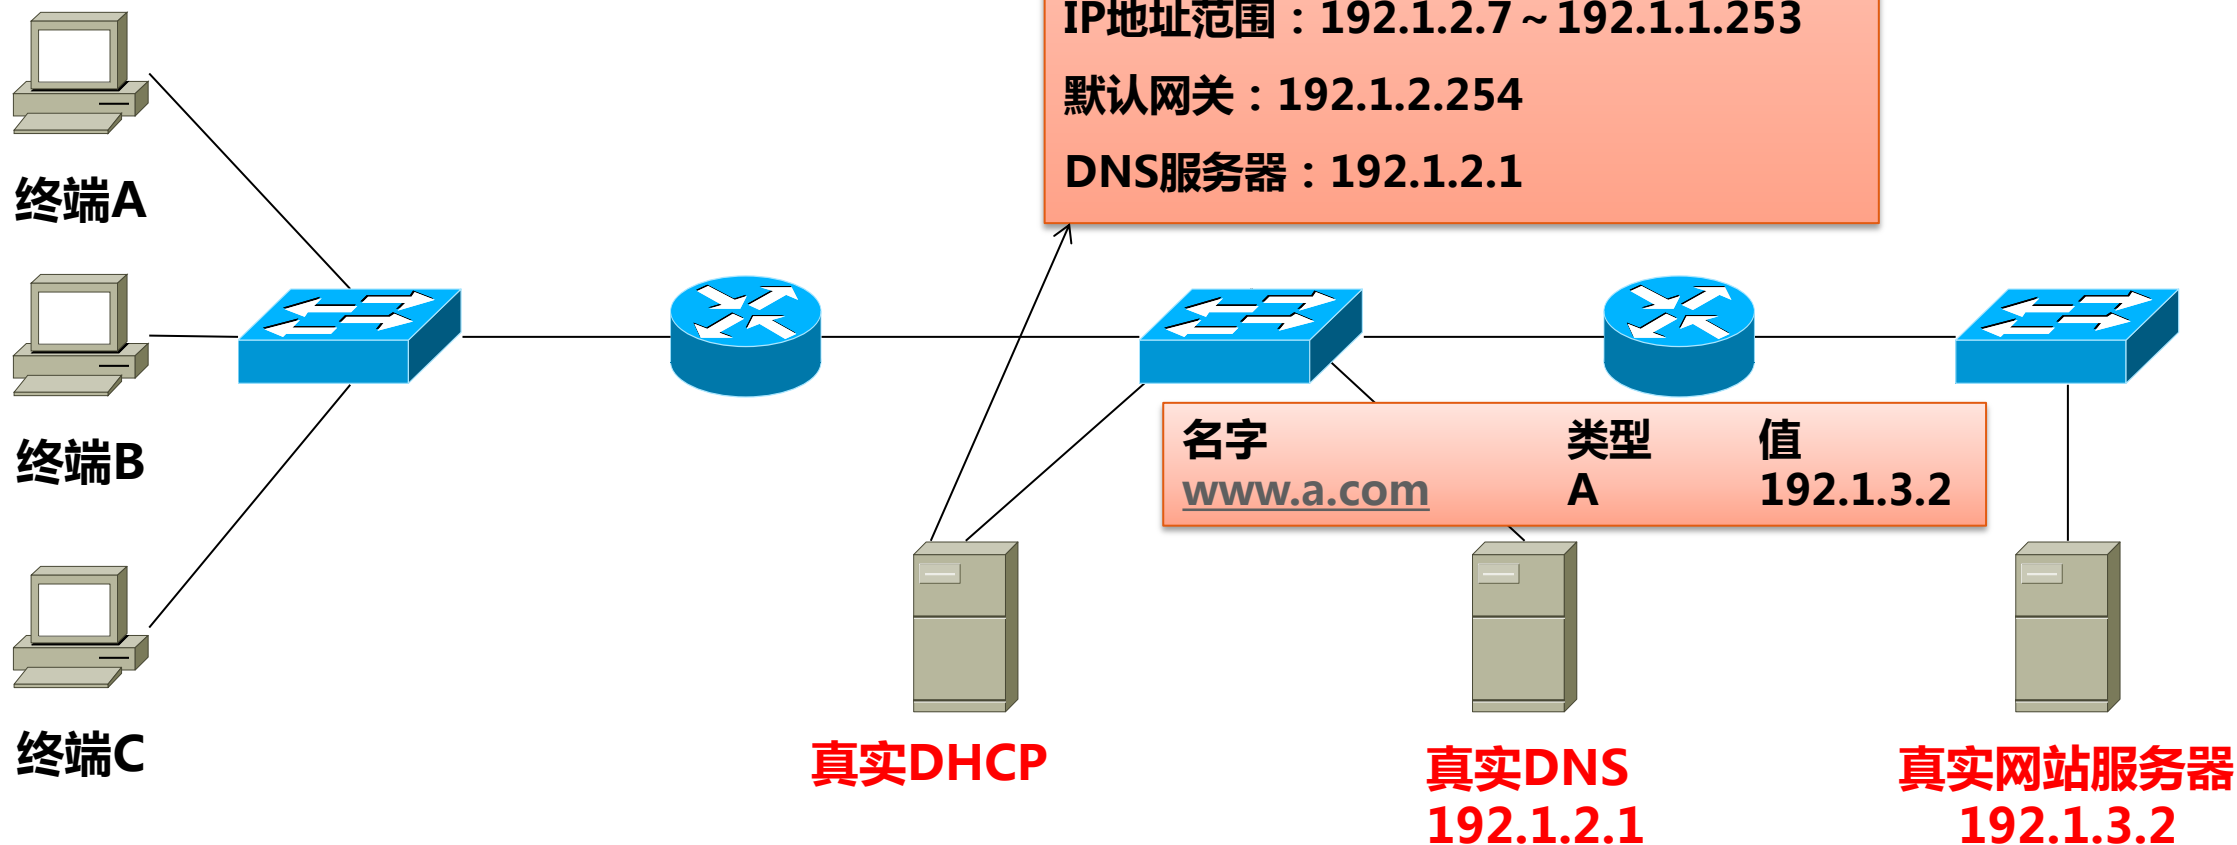 IP地址范围：192.1.2.7～192.1.1.253
默认网关：192.1.2.254
DNS服务器：192.1.2.1
终端A
终端B
名字 类型 值
www.a.com A 192.1.3.2
终端C
真实DHCP
真实DNS
192.1.2.1
真实网站服务器
192.1.3.2